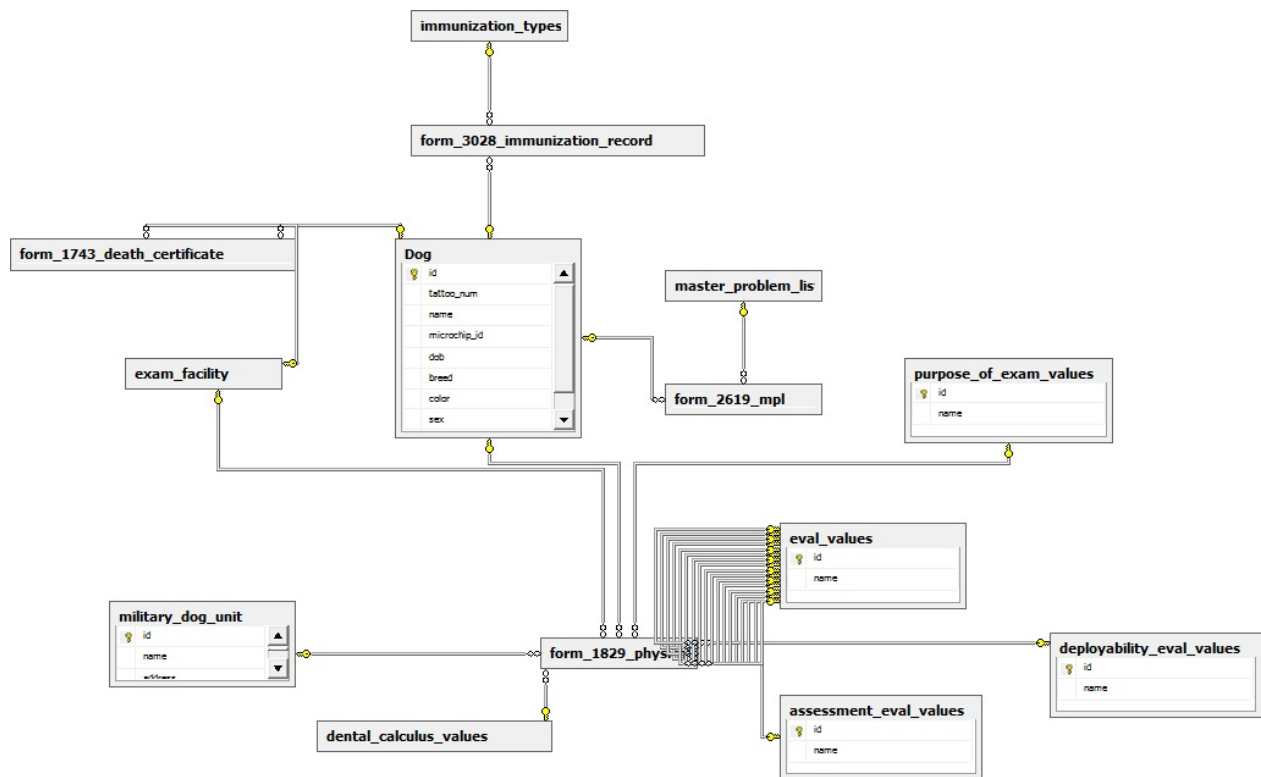 immunization_types
form_3028_immunization_record
form_1743_death_certificate
Dog
id
tattoo_num
name
microchip_id
dob
breed
color
sex
master_problem_lis
exam_facility
form_2619_mpl
purpose_of_exam_values
id
name
eval_values
id
name
military_dog_unit
id
name
address
form_1829_phys
deployability_eval_values
id
name
assessment_eval_values
id
name
dental_calculus_values